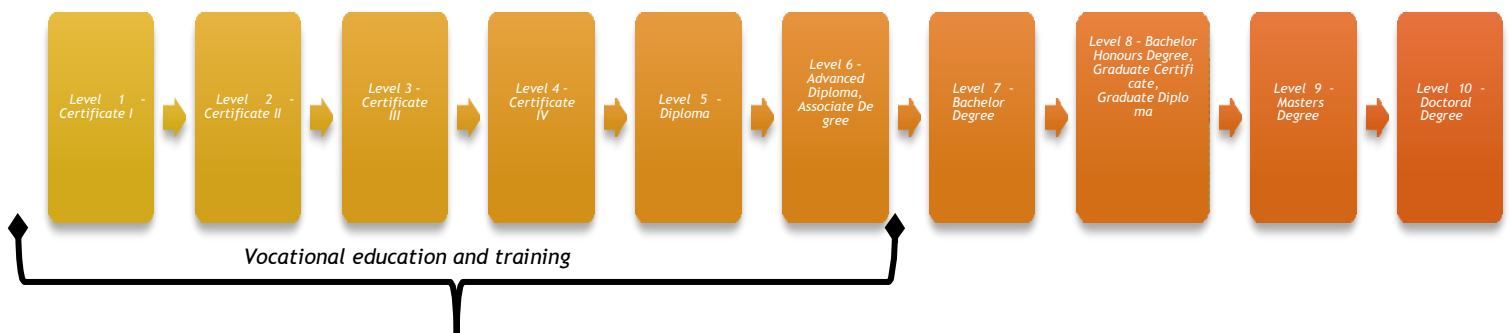 Level 1 -
Certificate I
Level 2 -
Certificate II
Level 3 -
Certificate
III
Level 4 -
Certificate
IV
Level 5 -
Diploma
Level 6 -
Advanced
Diploma,
Associate De
gree
Level 7 -
Bachelor
Degree
Level 8 - Bachelor
Honours Degree,
Graduate Certifi
cate,
Graduate Diplo
ma
Level 9 -
Masters
Degree
Level 10 -
Doctoral
Degree
Vocational education and training